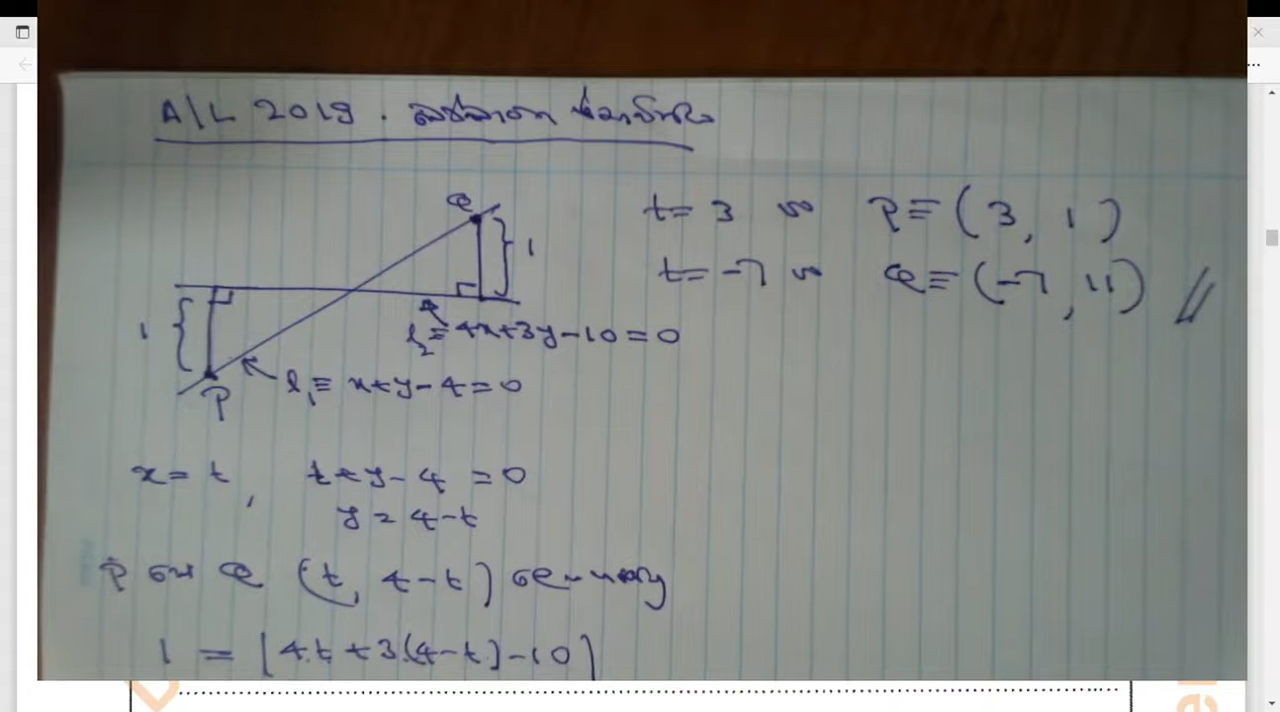 A/L 2019 .
Q
t = 3 P ≡ (3, 1)
t = -7 Q ≡ (-7, 11) //
1
1
l₂ ≡ 4x+3y-10=0
l₁ ≡ x+y-4=0
P
x = t, t+y-4 = 0
y = 4-t
P හා Q (t, 4-t)
1 = |4.t + 3.(4-t) - 10|